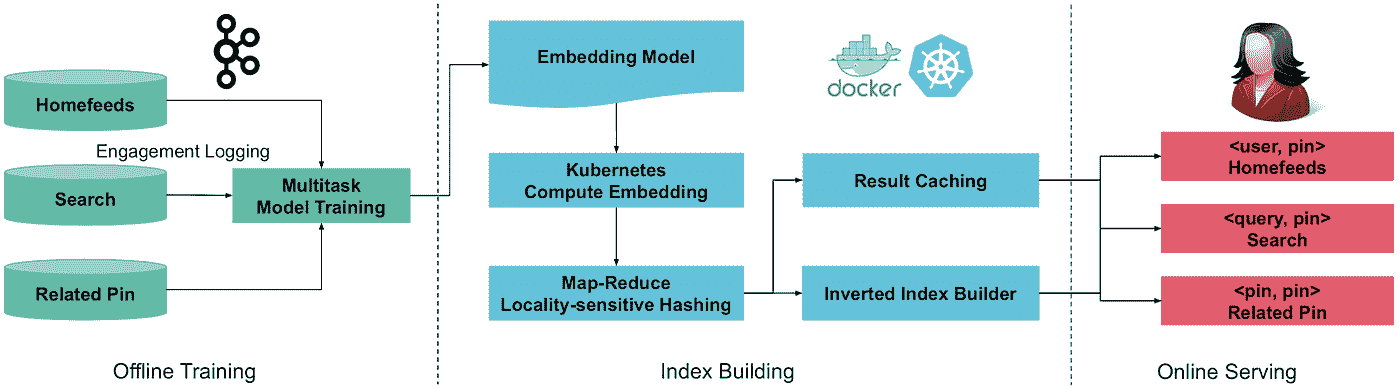 Homefeeds
Engagement Logging
Search
Multitask
Model Training
Related Pin
Offline Training
Embedding Model
docker
Kubernetes
Compute Embedding
Result Caching
Map-Reduce
Locality-sensitive Hashing
Inverted Index Builder
Index Building
<user, pin>
Homefeeds
<query, pin>
Search
<pin, pin>
Related Pin
Online Serving